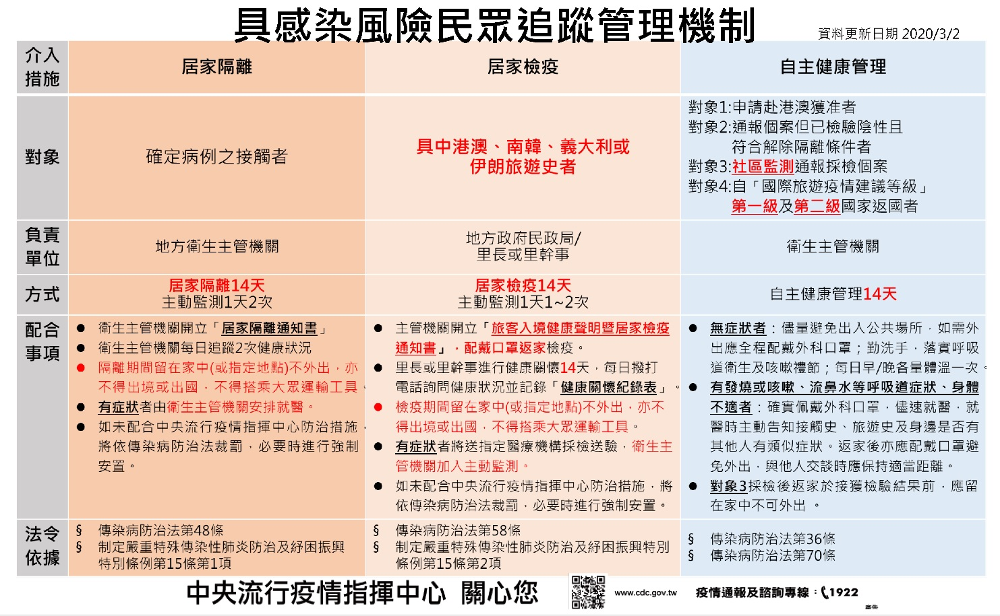 具感染風險民眾追蹤管理機制
資料更新日期 2020/3/2
介入
措施
居家隔離
居家檢疫
自主健康管理
對象
確定病例之接觸者
具中港澳、南韓、義大利或
伊朗旅遊史者
對象1:申請赴港澳獲准者
對象2:通報個案但已檢驗陰性且
符合解除隔離條件者
對象3:社區監測通報採檢個案
對象4:自「國際旅遊疫情建議等級」
第一級及第二級國家返國者
負責
單位
地方衛生主管機關
地方政府民政局/
里長或里幹事
衛生主管機關
方式
居家隔離14天
主動監測1天2次
居家檢疫14天
主動監測1天1~2次
自主健康管理14天
配合
事項
● 衛生主管機關開立「居家隔離通知書」
● 衛生主管機關每日追蹤2次健康狀況
● 隔離期間留在家中(或指定地點)不外出，亦
不得出境或出國，不得搭乘大眾運輸工具。
● 有症狀者由衛生主管機關安排就醫。
● 如未配合中央流行疫情指揮中心防治措施，
將依傳染病防治法裁罰，必要時進行強制
安置。
● 主管機關開立「旅客入境健康聲明暨居家檢疫
通知書」，配戴口罩返家檢疫。
● 里長或里幹事進行健康關懷14天，每日撥打
電話詢問健康狀況並記錄「健康關懷紀錄表」。
● 檢疫期間留在家中(或指定地點)不外出，亦不
得出境或出國，不得搭乘大眾運輸工具。
● 有症狀者將送指定醫療機構採檢送驗，衛生主
管機關加入主動監測。
● 如未配合中央流行疫情指揮中心防治措施，將
依傳染病防治法裁罰，必要時進行強制安置。
● 無症狀者：儘量避免出入公共場所，如需外
出應全程配戴外科口罩；勤洗手，落實呼吸
道衛生及咳嗽禮節；每日早/晚各量體溫一次。
● 有發燒或咳嗽、流鼻水等呼吸道症狀、身體
不適者：確實佩戴外科口罩，儘速就醫，就
醫時主動告知接觸史、旅遊史及身邊是否有
其他人有類似症狀。返家後亦應配戴口罩避
免外出，與他人交談時應保持適當距離。
● 對象3採檢後返家於接獲檢驗結果前，應留
在家中不可外出 。
法令
依據
§ 傳染病防治法第48條
§ 制定嚴重特殊傳染性肺炎防治及紓困振興
特別條例第15條第1項
§ 傳染病防治法第58條
§ 制定嚴重特殊傳染性肺炎防治及紓困振興特別
條例第15條第2項
§ 傳染病防治法第36條
§ 傳染病防治法第70條
中央流行疫情指揮中心 關心您
www.cdc.gov.tw
疫情通報及諮詢專線：1922
廣告